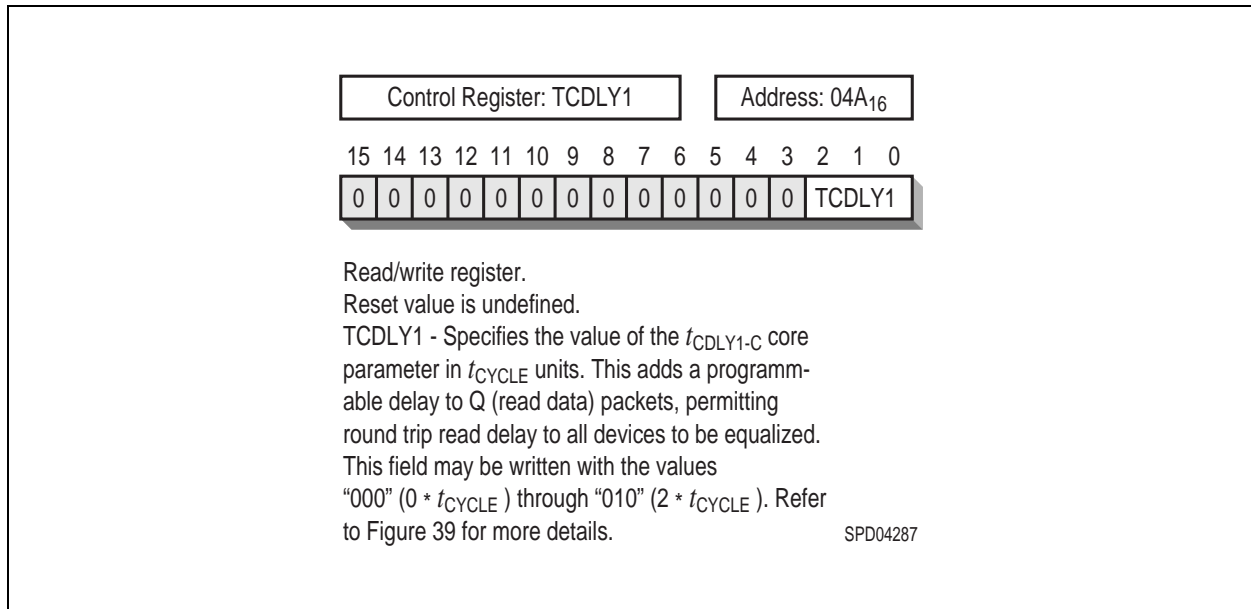 Control Register: TCDLY1 Address: 04A16
15 14 13 12 11 10 9 8 7 6 5 4 3 2 1 0
0 0 0 0 0 0 0 0 0 0 0 0 0 TCDLY1
Read/write register.
Reset value is undefined.
TCDLY1 - Specifies the value of the tCDLY1-C core
parameter in tCYCLE units. This adds a programm-
able delay to Q (read data) packets, permitting
round trip read delay to all devices to be equalized.
This field may be written with the values
“000” (0 * tCYCLE ) through “010” (2 * tCYCLE ). Refer
to Figure 39 for more details. SPD04287